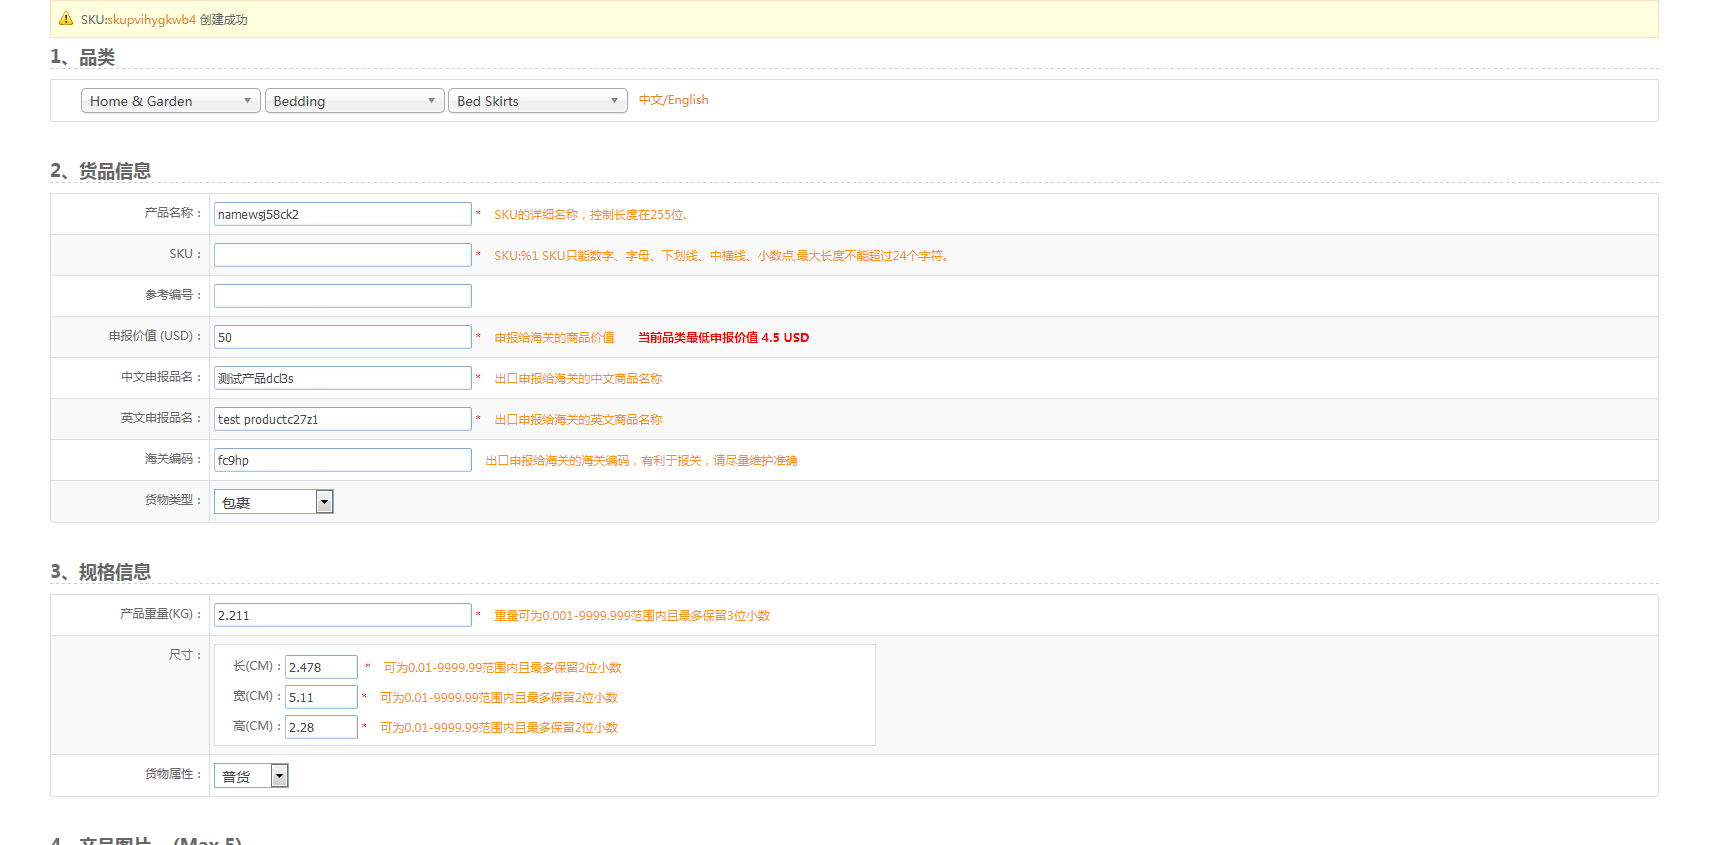 SKU:skupvihygkwb4 创建成功
1、品类
Home & Garden Bedding Bed Skirts 中文/English
2、货品信息
产品名称： namewsj58ck2 * SKU的详细名称，控制长度在255位.
SKU： * SKU:%1 SKU只能数字、字母、下划线、中横线、小数点,最大长度不能超过24个字符。
参考编号：
申报价值 (USD)： 50 * 申报给海关的商品价值 当前品类最低申报价值 4.5 USD
中文申报品名： 测试产品dcl3s * 出口申报给海关的中文商品名称
英文申报品名： test productc27z1 * 出口申报给海关的英文商品名称
海关编码： fc9hp 出口申报给海关的海关编码，有利于报关，请尽量维护准确
货物类型： 包裹
3、规格信息
产品重量(KG)： 2.211 * 重量可为0.001-9999.999范围内且最多保留3位小数
尺寸：
长(CM)： 2.478 * 可为0.01-9999.99范围内且最多保留2位小数
宽(CM)： 5.11 * 可为0.01-9999.99范围内且最多保留2位小数
高(CM)： 2.28 * 可为0.01-9999.99范围内且最多保留2位小数
货物属性： 普货
4、产品图片 (Max 5)